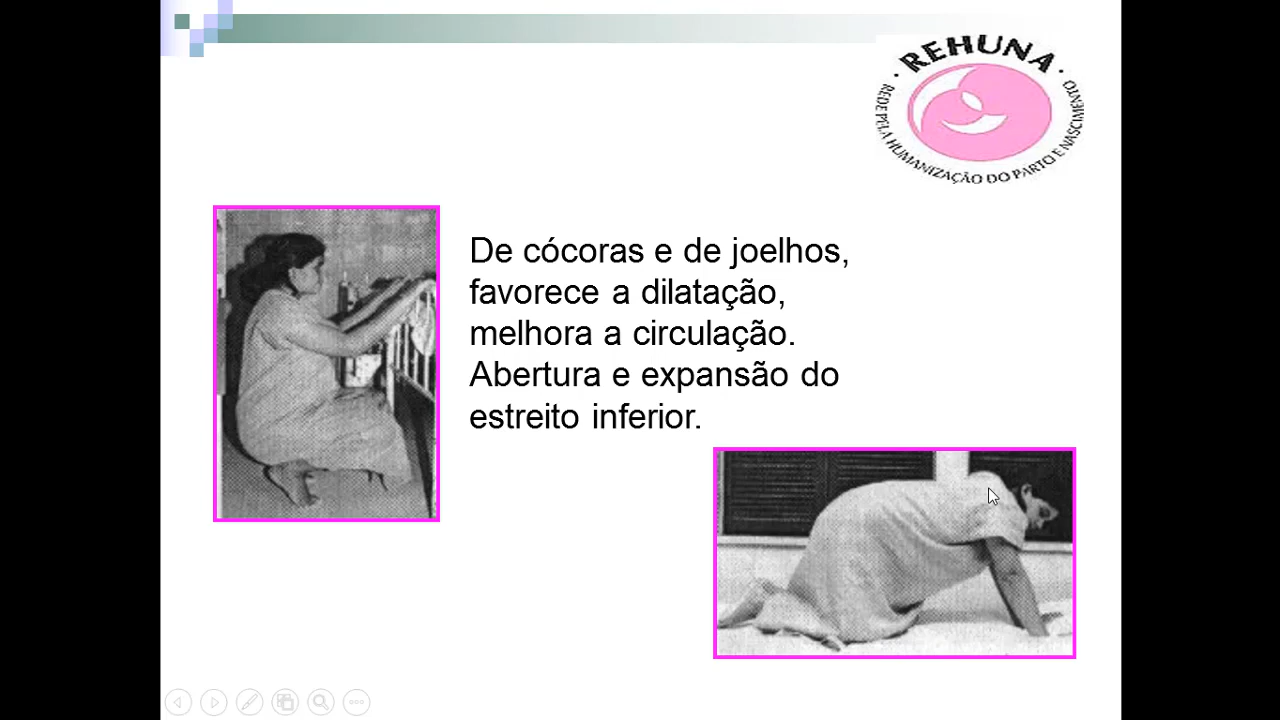 REHUNA
REDE PELA HUMANIZAÇÃO DO PARTO E NASCIMENTO
De cócoras e de joelhos,
favorece a dilatação,
melhora a circulação.
Abertura e expansão do
estreito inferior.